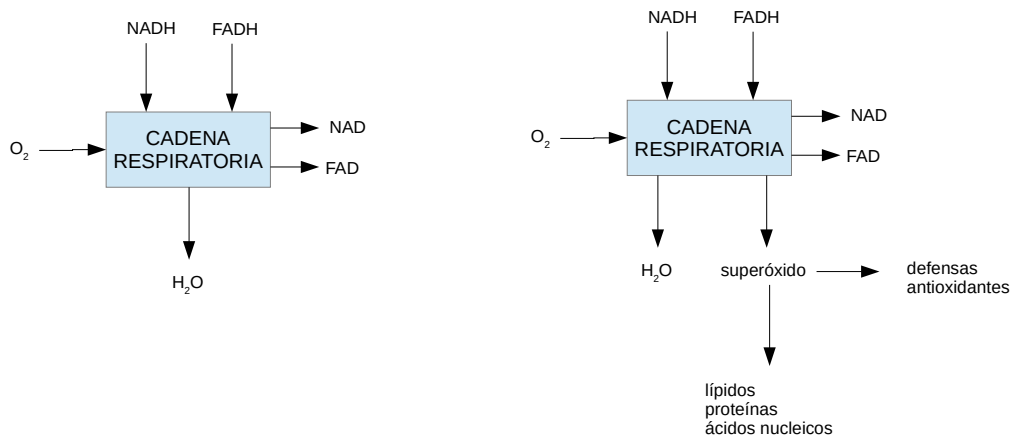 NADH
FADH
O2
CADENA
RESPIRATORIA
NAD
FAD
H2O
NADH
FADH
O2
CADENA
RESPIRATORIA
NAD
FAD
H2O
superóxido
defensas
antioxidantes
lípidos
proteínas
ácidos nucleicos